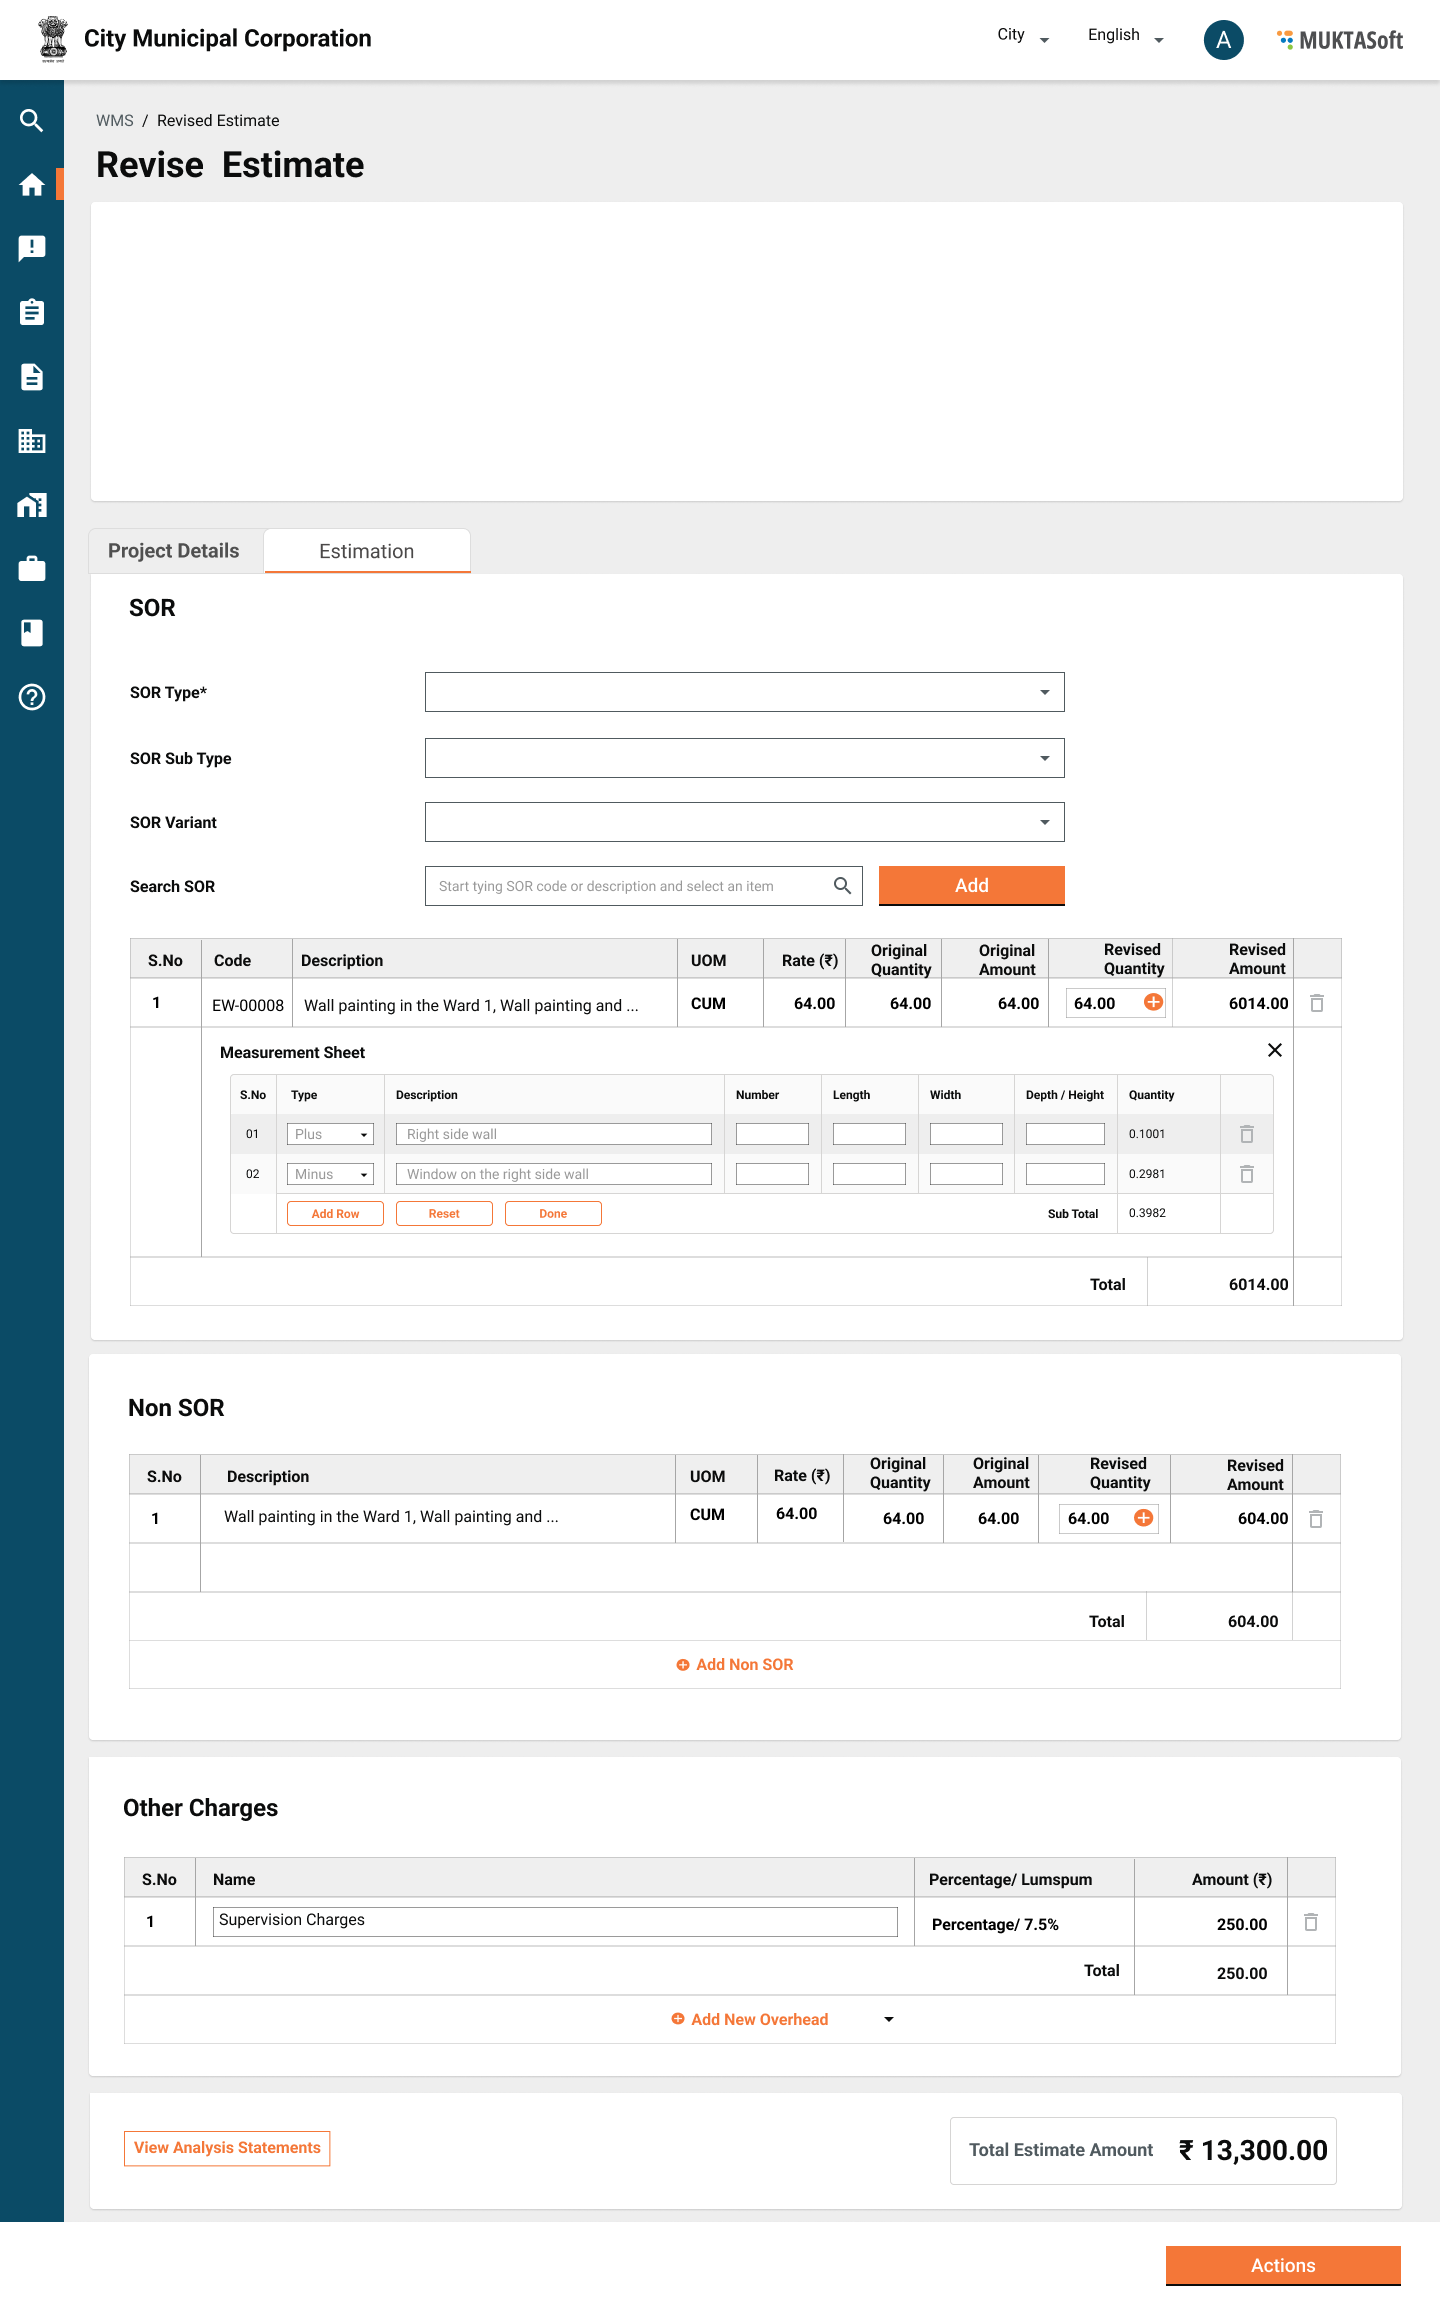 City Municipal Corporation
City
English
A
MUKTASoft
WMS / Revised Estimate
Revise Estimate
Project Details
Estimation
SOR
SOR Type*
SOR Sub Type
SOR Variant
Search SOR
Start tying SOR code or description and select an item
Add
S.No Code Description UOM Rate (₹) Original Quantity Original Amount Revised Quantity Revised Amount
1 EW-00008 Wall painting in the Ward 1, Wall painting and ... CUM 64.00 64.00 64.00 64.00 6014.00
Measurement Sheet
S.No Type Description Number Length Width Depth / Height Quantity
01 Plus Right side wall 0.1001
02 Minus Window on the right side wall 0.2981
Add Row Reset Done Sub Total 0.3982
Total 6014.00
Non SOR
S.No Description UOM Rate (₹) Original Quantity Original Amount Revised Quantity Revised Amount
1 Wall painting in the Ward 1, Wall painting and ... CUM 64.00 64.00 64.00 64.00 604.00
Total 604.00
Add Non SOR
Other Charges
S.No Name Percentage/ Lumspum Amount (₹)
1 Supervision Charges Percentage/ 7.5% 250.00
Total 250.00
Add New Overhead
View Analysis Statements
Total Estimate Amount ₹ 13,300.00
Actions